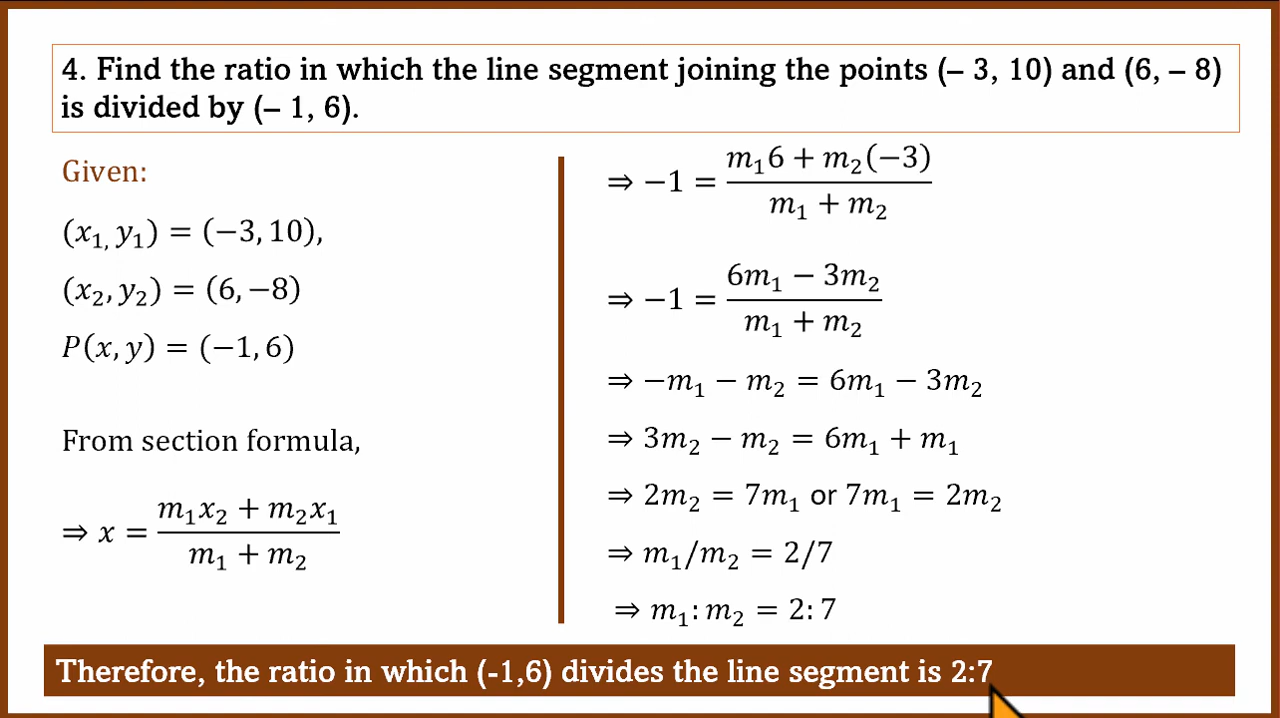 4. Find the ratio in which the line segment joining the points (– 3, 10) and (6, – 8)
is divided by (– 1, 6).
Given:
(x₁, y₁) = (−3, 10),
(x₂, y₂) = (6, −8)
P(x, y) = (−1, 6)
From section formula,
⇒ x = (m₁x₂ + m₂x₁)/(m₁ + m₂)
⇒ −1 = (m₁6 + m₂(−3))/(m₁ + m₂)
⇒ −1 = (6m₁ − 3m₂)/(m₁ + m₂)
⇒ −m₁ − m₂ = 6m₁ − 3m₂
⇒ 3m₂ − m₂ = 6m₁ + m₁
⇒ 2m₂ = 7m₁ or 7m₁ = 2m₂
⇒ m₁/m₂ = 2/7
⇒ m₁: m₂ = 2: 7
Therefore, the ratio in which (-1,6) divides the line segment is 2:7